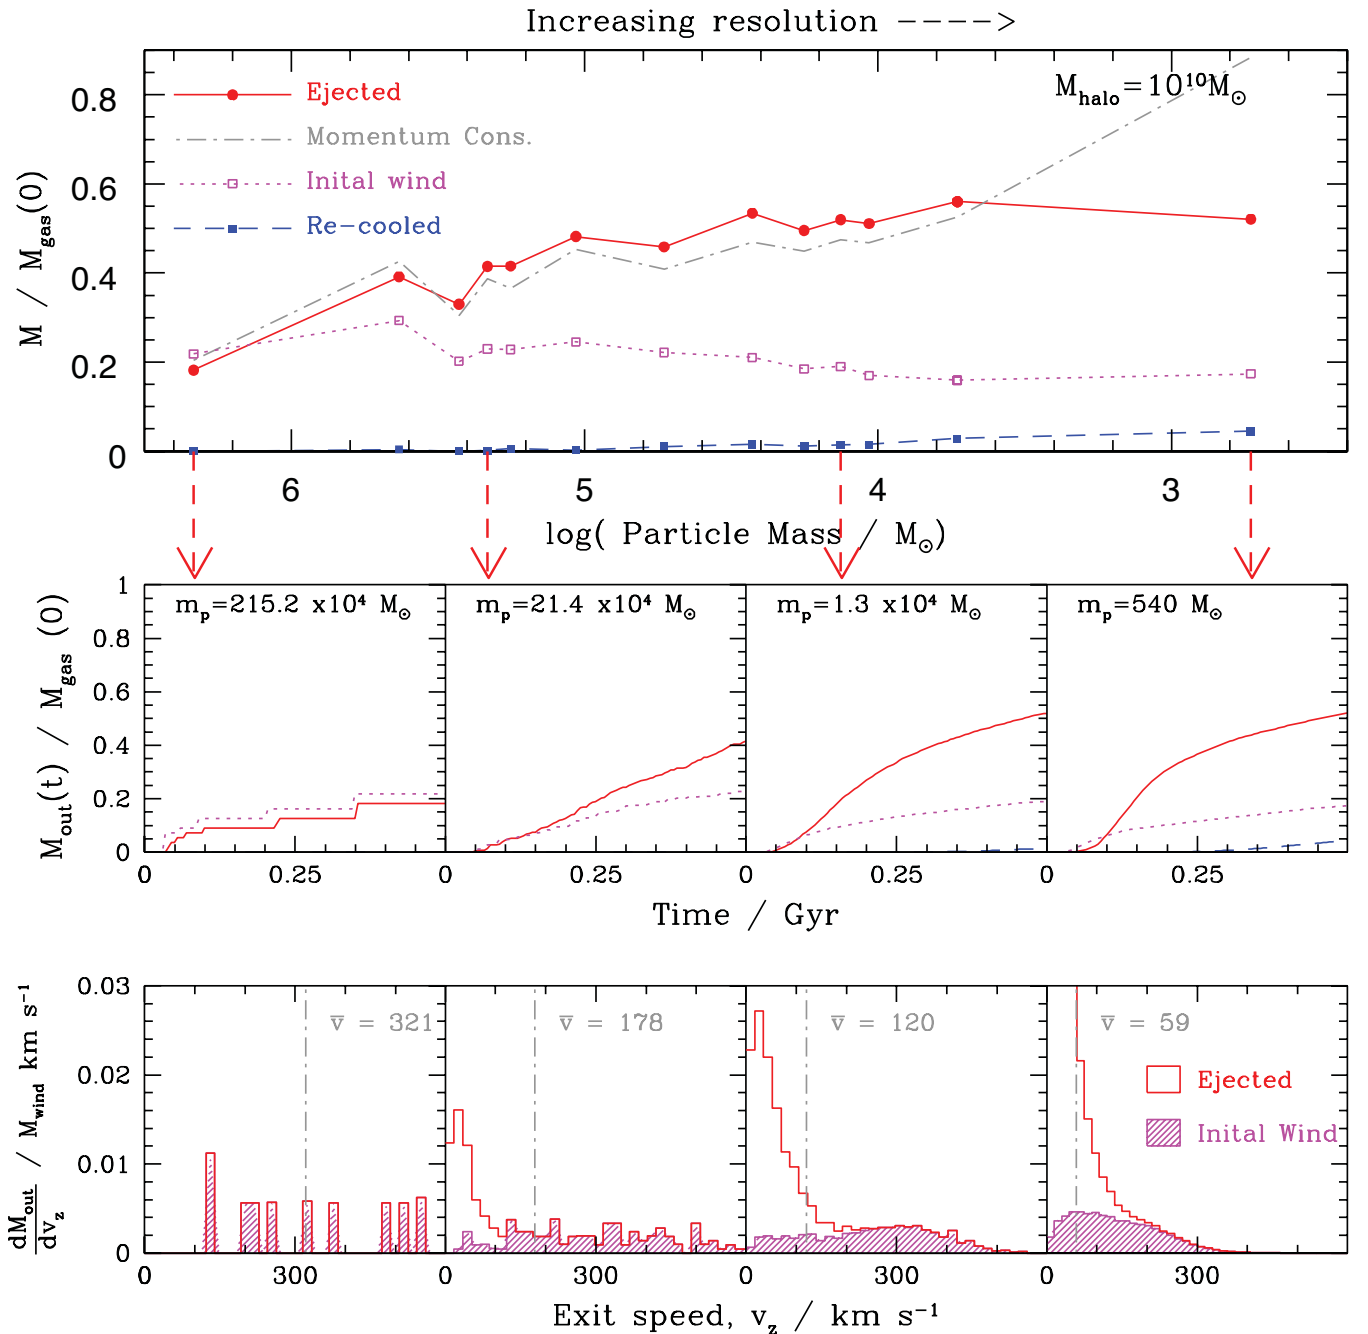 Increasing resolution ---->
M / M_gas(0)
0.8
0.6
0.4
0.2
0
Ejected
Momentum Cons.
Inital wind
Re-cooled
M_halo=10^10 M_⊙
6 5 4 3
log( Particle Mass / M_⊙)
M_out(t) / M_gas (0)
1
0.8
0.6
0.4
0.2
0
m_p=215.2 x10^4 M_⊙
m_p=21.4 x10^4 M_⊙
m_p=1.3 x10^4 M_⊙
m_p=540 M_⊙
0 0.25 0 0.25 0 0.25 0 0.25
Time / Gyr
dM_out
dv_z
/ M_wind km s^-1
0.03
0.02
0.01
0
v̅ = 321
v̅ = 178
v̅ = 120
v̅ = 59
Ejected
Inital Wind
0 300 0 300 0 300 0 300
Exit speed, v_z / km s^-1